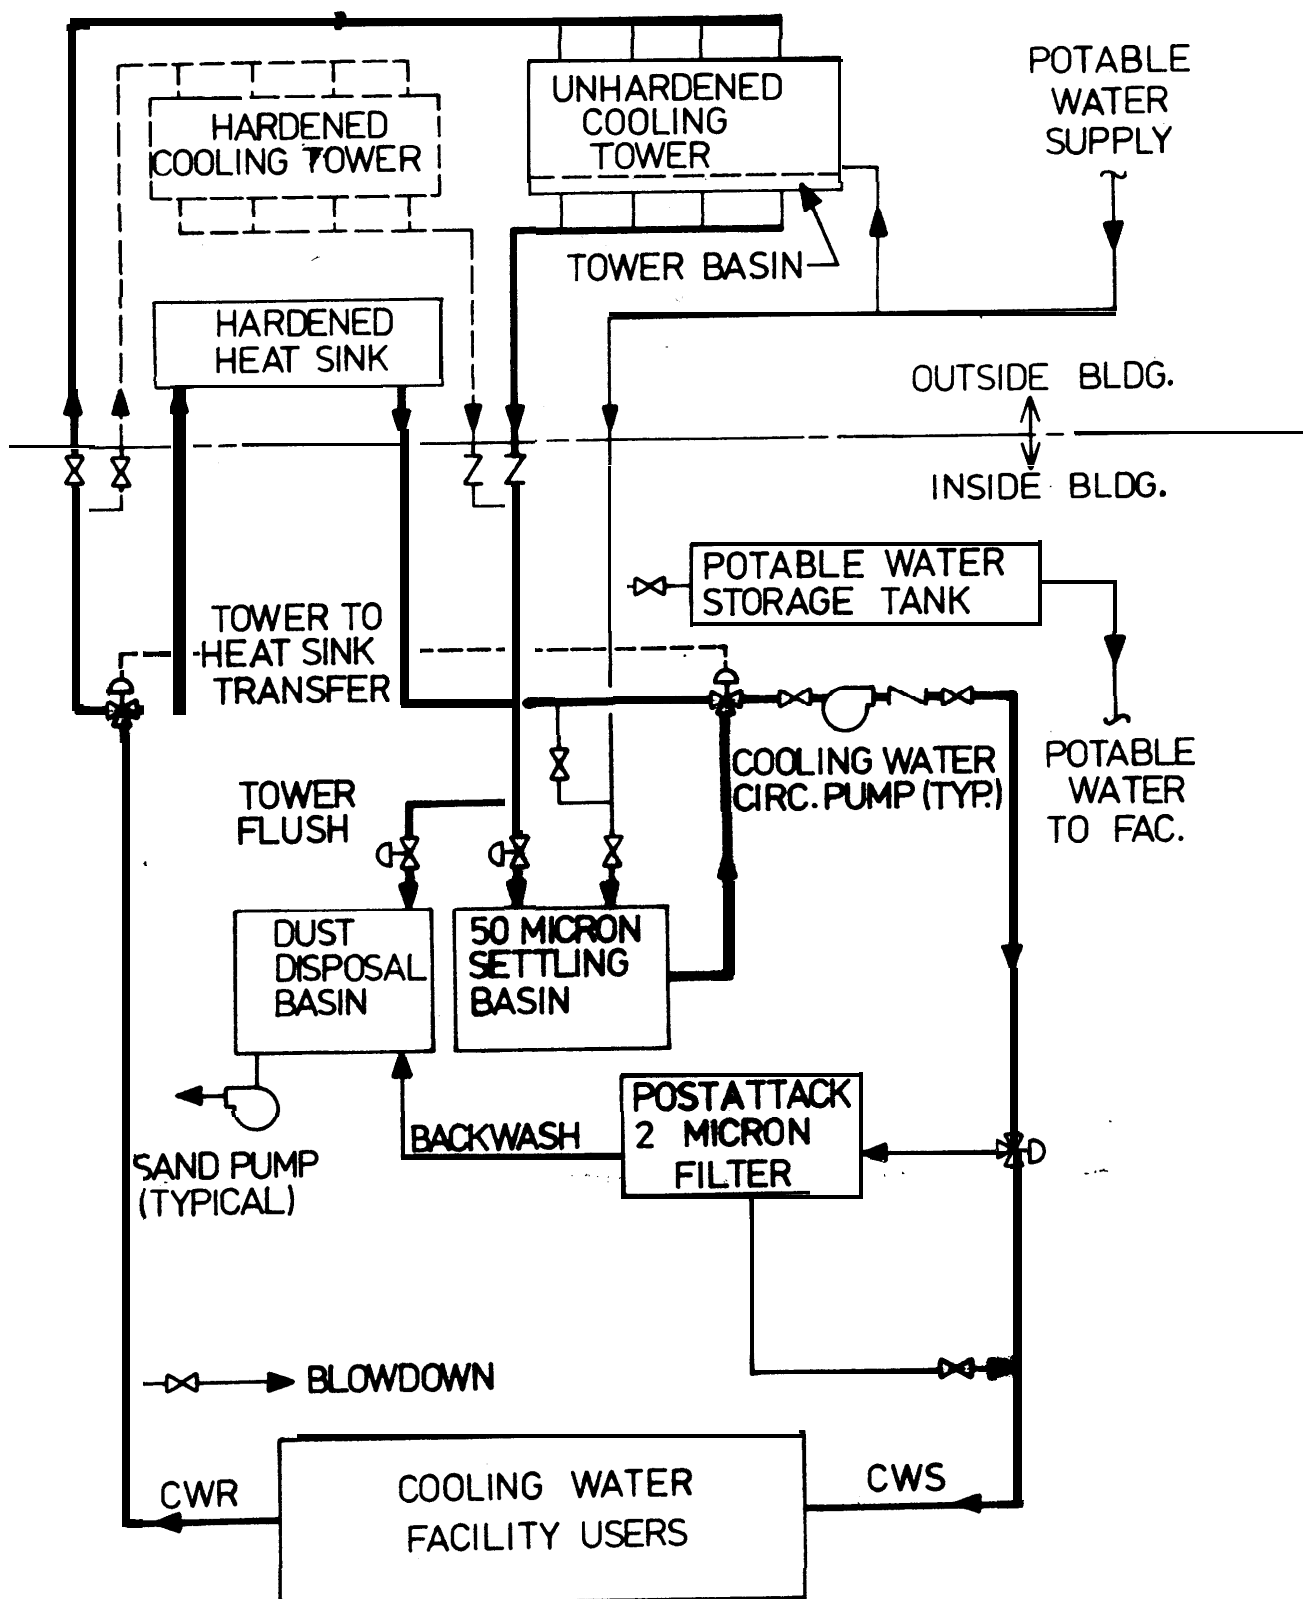 UNHARDENED
COOLING
TOWER
POTABLE
WATER
SUPPLY
HARDENED
COOLING TOWER
TOWER BASIN
HARDENED
HEAT SINK
OUTSIDE BLDG.
INSIDE BLDG.
POTABLE WATER
STORAGE TANK
TOWER TO
HEAT SINK
TRANSFER
COOLING WATER
CIRC. PUMP (TYP.)
POTABLE
WATER
TO FAC.
TOWER
FLUSH
DUST
DISPOSAL
BASIN
50 MICRON
SETTLING
BASIN
POSTATTACK
2 MICRON
FILTER
BACKWASH
SAND PUMP
(TYPICAL)
BLOWDOWN
CWR
CWS
COOLING WATER
FACILITY USERS